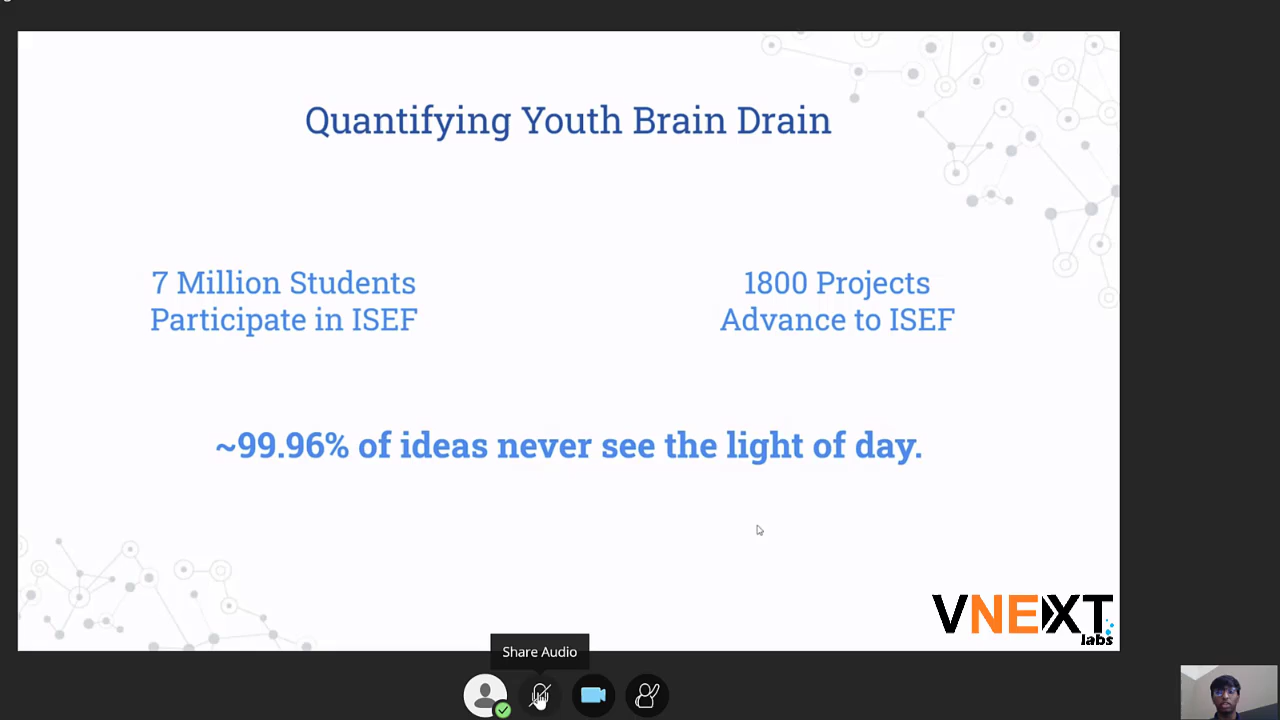 Quantifying Youth Brain Drain
7 Million Students
Participate in ISEF
1800 Projects
Advance to ISEF
~99.96% of ideas never see the light of day.
VNEXT
labs
Share Audio